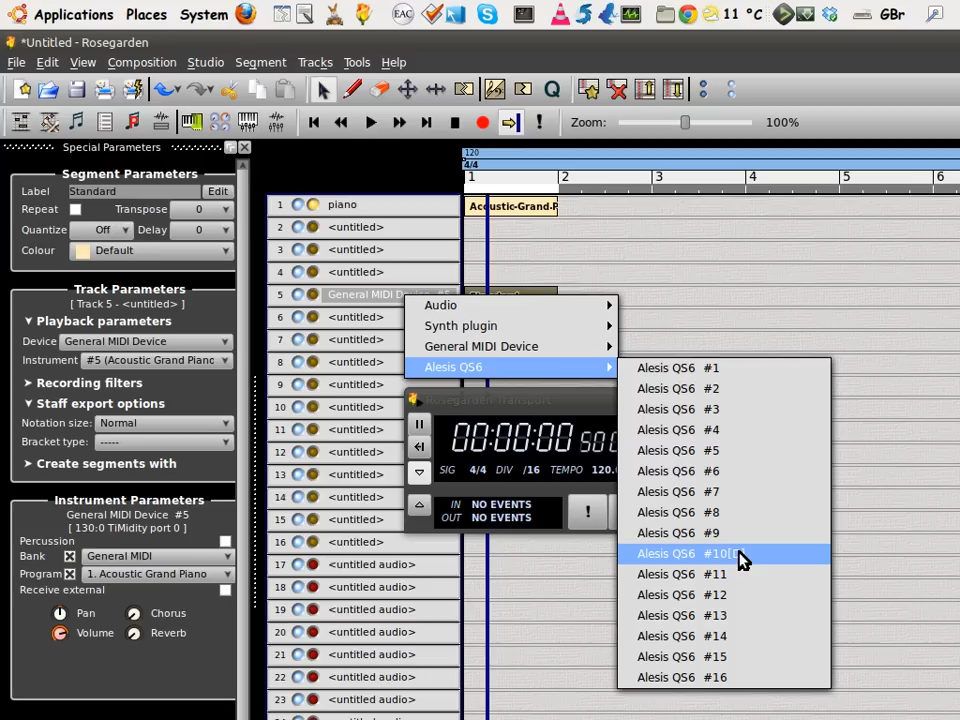 Applications Places System EAC 11 °C GBr
*Untitled - Rosegarden
File Edit View Composition Studio Segment Tracks Tools Help
Zoom: 100%
Special Parameters
Segment Parameters
Label Standard Edit
Repeat Transpose 0
Quantize Off Delay 0
Colour Default
Track Parameters
[ Track 5 - <untitled> ]
Playback parameters
Device General MIDI Device
Instrument #5 (Acoustic Grand Pianc
Recording filters
Staff export options
Notation size: Normal
Bracket type: -----
Create segments with
Instrument Parameters
General MIDI Device #5
[ 130:0 TiMidity port 0 ]
Percussion
Bank General MIDI
Program 1. Acoustic Grand Piano
Receive external
Pan Chorus
Volume Reverb
120
4/4
1 2 3 4 5 6
1 piano Acoustic-Grand-P
2 <untitled>
3 <untitled>
4 <untitled>
5 General MIDI Device #5
6 <untitled>
7 <untitled>
8 <untitled>
9 <untitled>
10 <untitled>
11 <untitled>
12 <untitled>
13 <untitled>
14 <untitled>
15 <untitled>
16 <untitled>
17 <untitled audio>
18 <untitled audio>
19 <untitled audio>
20 <untitled audio>
21 <untitled audio>
22 <untitled audio>
23 <untitled audio>
Audio
Synth plugin
General MIDI Device
Alesis QS6
Rosegarden Transport
00:00:00 500
SIG 4/4 DIV /16 TEMPO 120.
IN NO EVENTS
OUT NO EVENTS
!
Alesis QS6 #1
Alesis QS6 #2
Alesis QS6 #3
Alesis QS6 #4
Alesis QS6 #5
Alesis QS6 #6
Alesis QS6 #7
Alesis QS6 #8
Alesis QS6 #9
Alesis QS6 #10[D]
Alesis QS6 #11
Alesis QS6 #12
Alesis QS6 #13
Alesis QS6 #14
Alesis QS6 #15
Alesis QS6 #16